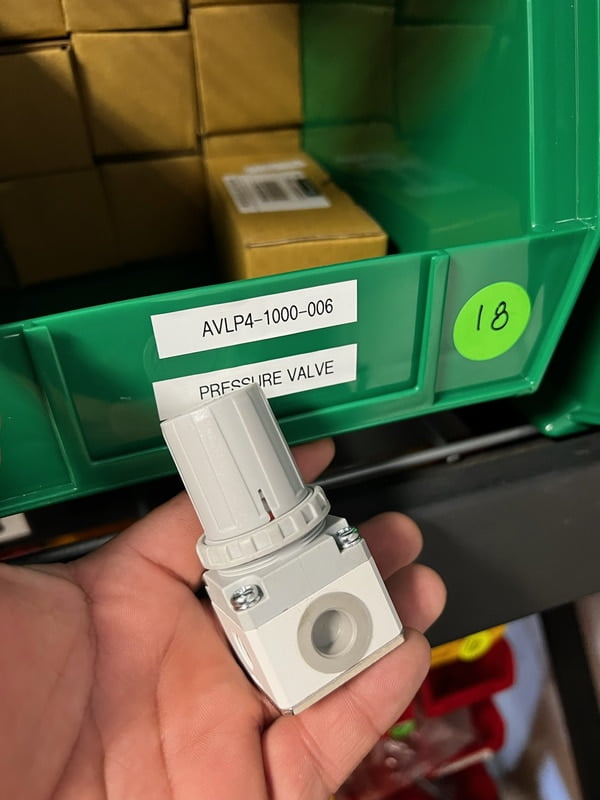 AVLP4-1000-006
18
PRESSURE VALVE